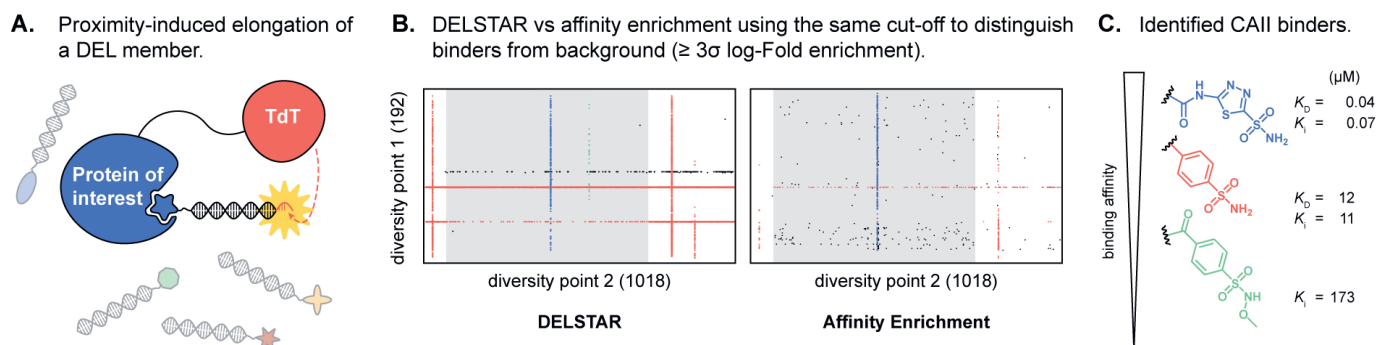 A. Proximity-induced elongation of
a DEL member.
TdT
Protein of
interest
B. DELSTAR vs affinity enrichment using the same cut-off to distinguish
binders from background (≥ 3σ log-Fold enrichment).
diversity point 1 (192)
diversity point 2 (1018)
diversity point 2 (1018)
DELSTAR
Affinity Enrichment
C. Identified CAII binders.
binding affinity
(µM)
H
N
N
N
O
S
O
S
O
NH₂
K_D = 0.04
K_i = 0.07
O
S
O
NH₂
K_D = 12
K_i = 11
O
O
S
O
NH
O
K_i = 173